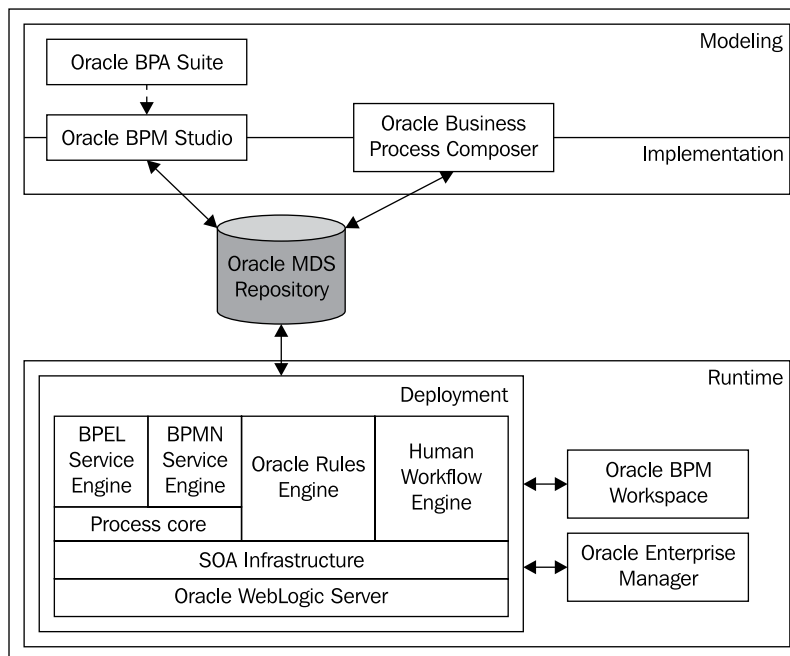 Modeling
Oracle BPA Suite
Oracle BPM Studio
Oracle Business
Process Composer
Implementation
Oracle MDS
Repository
Runtime
Deployment
BPEL
Service
Engine
BPMN
Service
Engine
Oracle Rules
Engine
Human
Workflow
Engine
Process core
SOA Infrastructure
Oracle WebLogic Server
Oracle BPM
Workspace
Oracle Enterprise
Manager